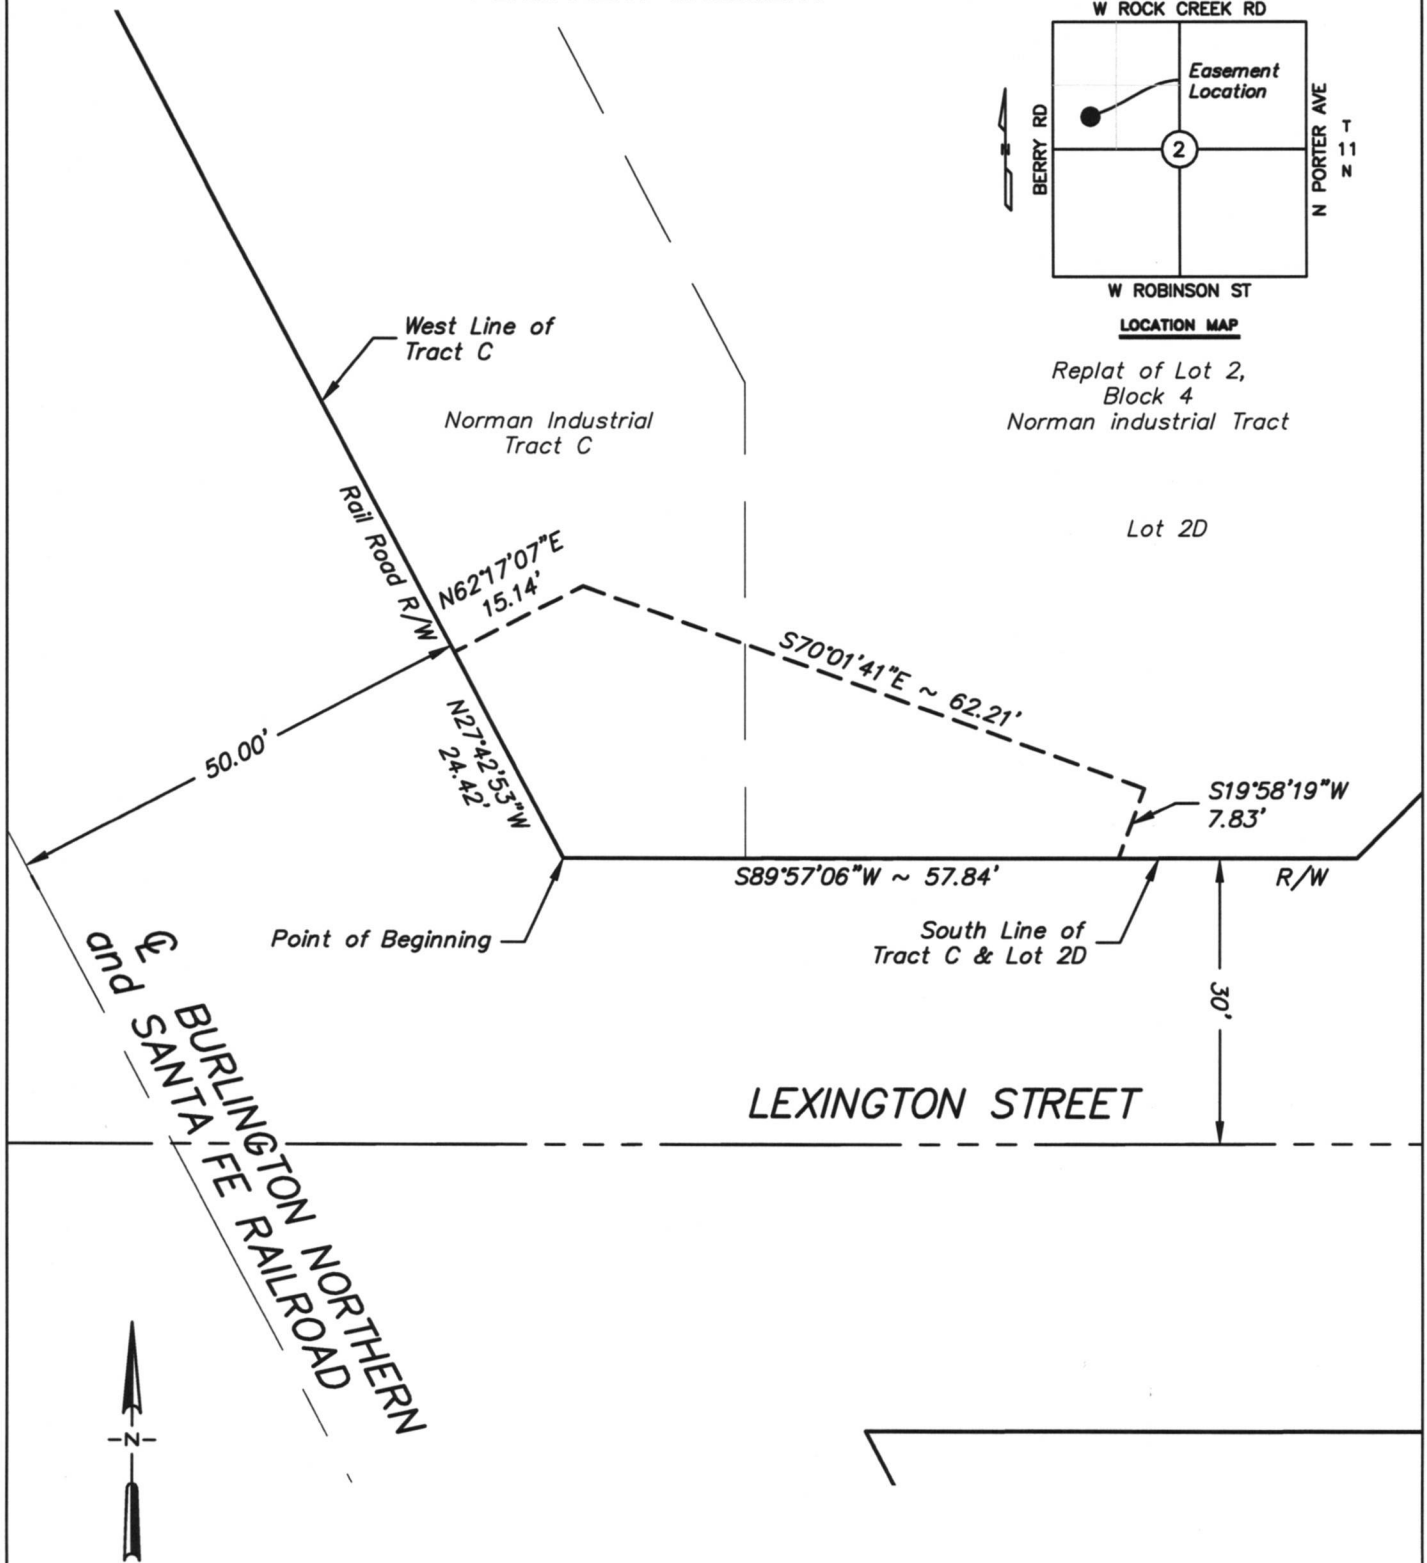 W ROCK CREEK RD
Easement
Location
BERRY RD
N
2
N PORTER AVE
T
11
N
W ROBINSON ST
LOCATION MAP
West Line of
Tract C
Replat of Lot 2,
Block 4
Norman industrial Tract
Norman Industrial
Tract C
Lot 2D
Rail Road R/W
N62°17'07"E
15.14'
S70°01'41"E ~ 62.21'
50.00'
N27°42'53"W
24.42'
S19°58'19"W
7.83'
S89°57'06"W ~ 57.84'
R/W
Point of Beginning
South Line of
Tract C & Lot 2D
30'
LEXINGTON STREET
℄ BURLINGTON NORTHERN
and SANTA FE RAILROAD
-N-